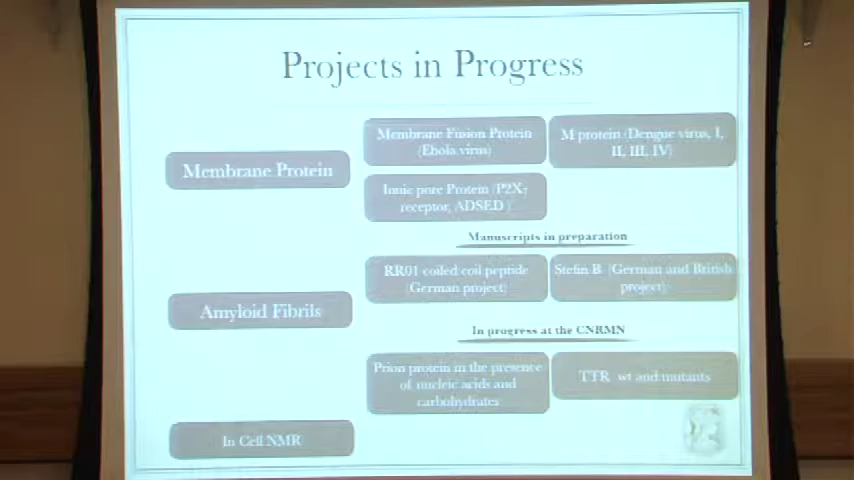 Projects in Progress
Membrane Protein
Membrane Fusion Protein
(Ebola virus)
M protein (Dengue virus, I,
II, III, IV)
Ionic pore Protein (P2X7
receptor, ADSED )
Manuscripts in preparation
Amyloid Fibrils
RR01 coiled coil peptide
(German project)
Stefin B (German and British
project)
In progress at the CNRMN
Prion protein in the presence
of nucleic acids and
carbohydrates
TTR wt and mutants
In Cell NMR